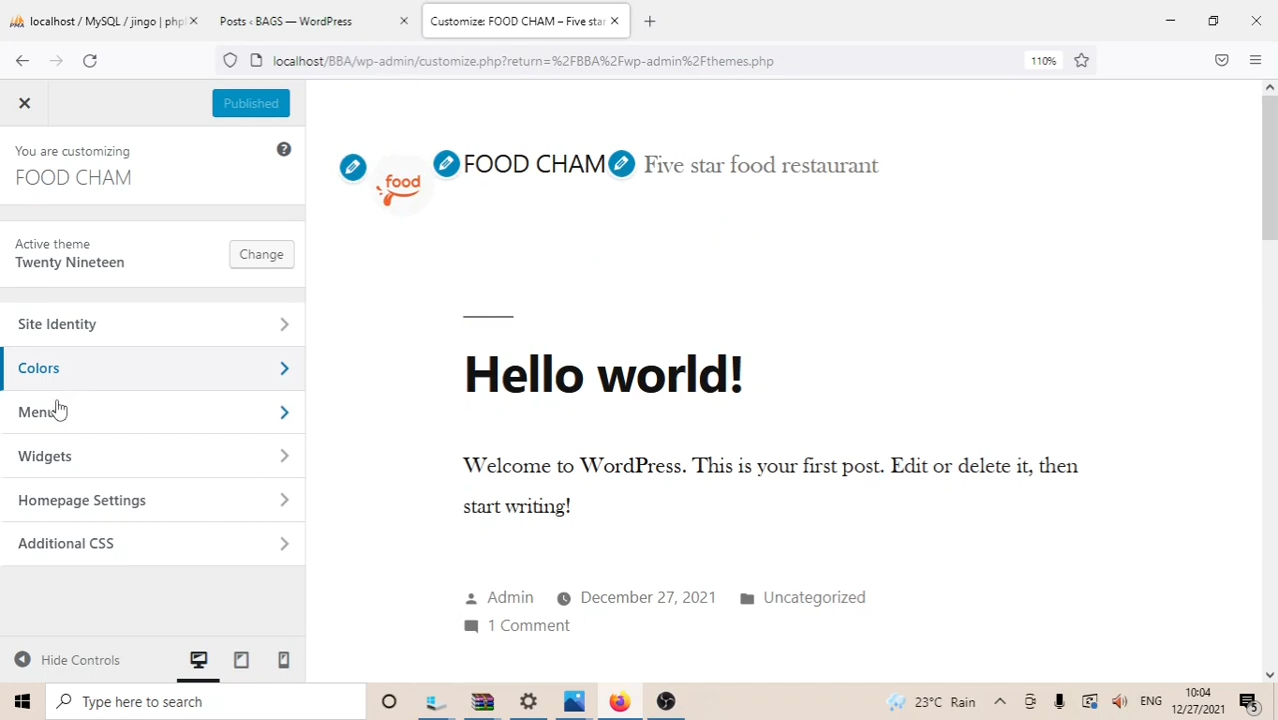 localhost / MySQL / jingo | php
Posts ‹ BAGS — WordPress
Customize: FOOD CHAM – Five star
localhost/BBA/wp-admin/customize.php?return=%2FBBA%2Fwp-admin%2Fthemes.php
110%
Published
You are customizing
FOOD CHAM
Active theme
Twenty Nineteen
Change
Site Identity
Colors
Menus
Widgets
Homepage Settings
Additional CSS
Hide Controls
food
FOOD CHAM
Five star food restaurant
Hello world!
Welcome to WordPress. This is your first post. Edit or delete it, then
start writing!
Admin
December 27, 2021
Uncategorized
1 Comment
Type here to search
23°C Rain
ENG
10:04
12/27/2021
5